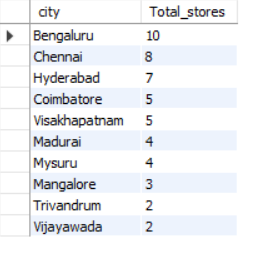 city Total_stores
Bengaluru 10
Chennai 8
Hyderabad 7
Coimbatore 5
Visakhapatnam 5
Madurai 4
Mysuru 4
Mangalore 3
Trivandrum 2
Vijayawada 2